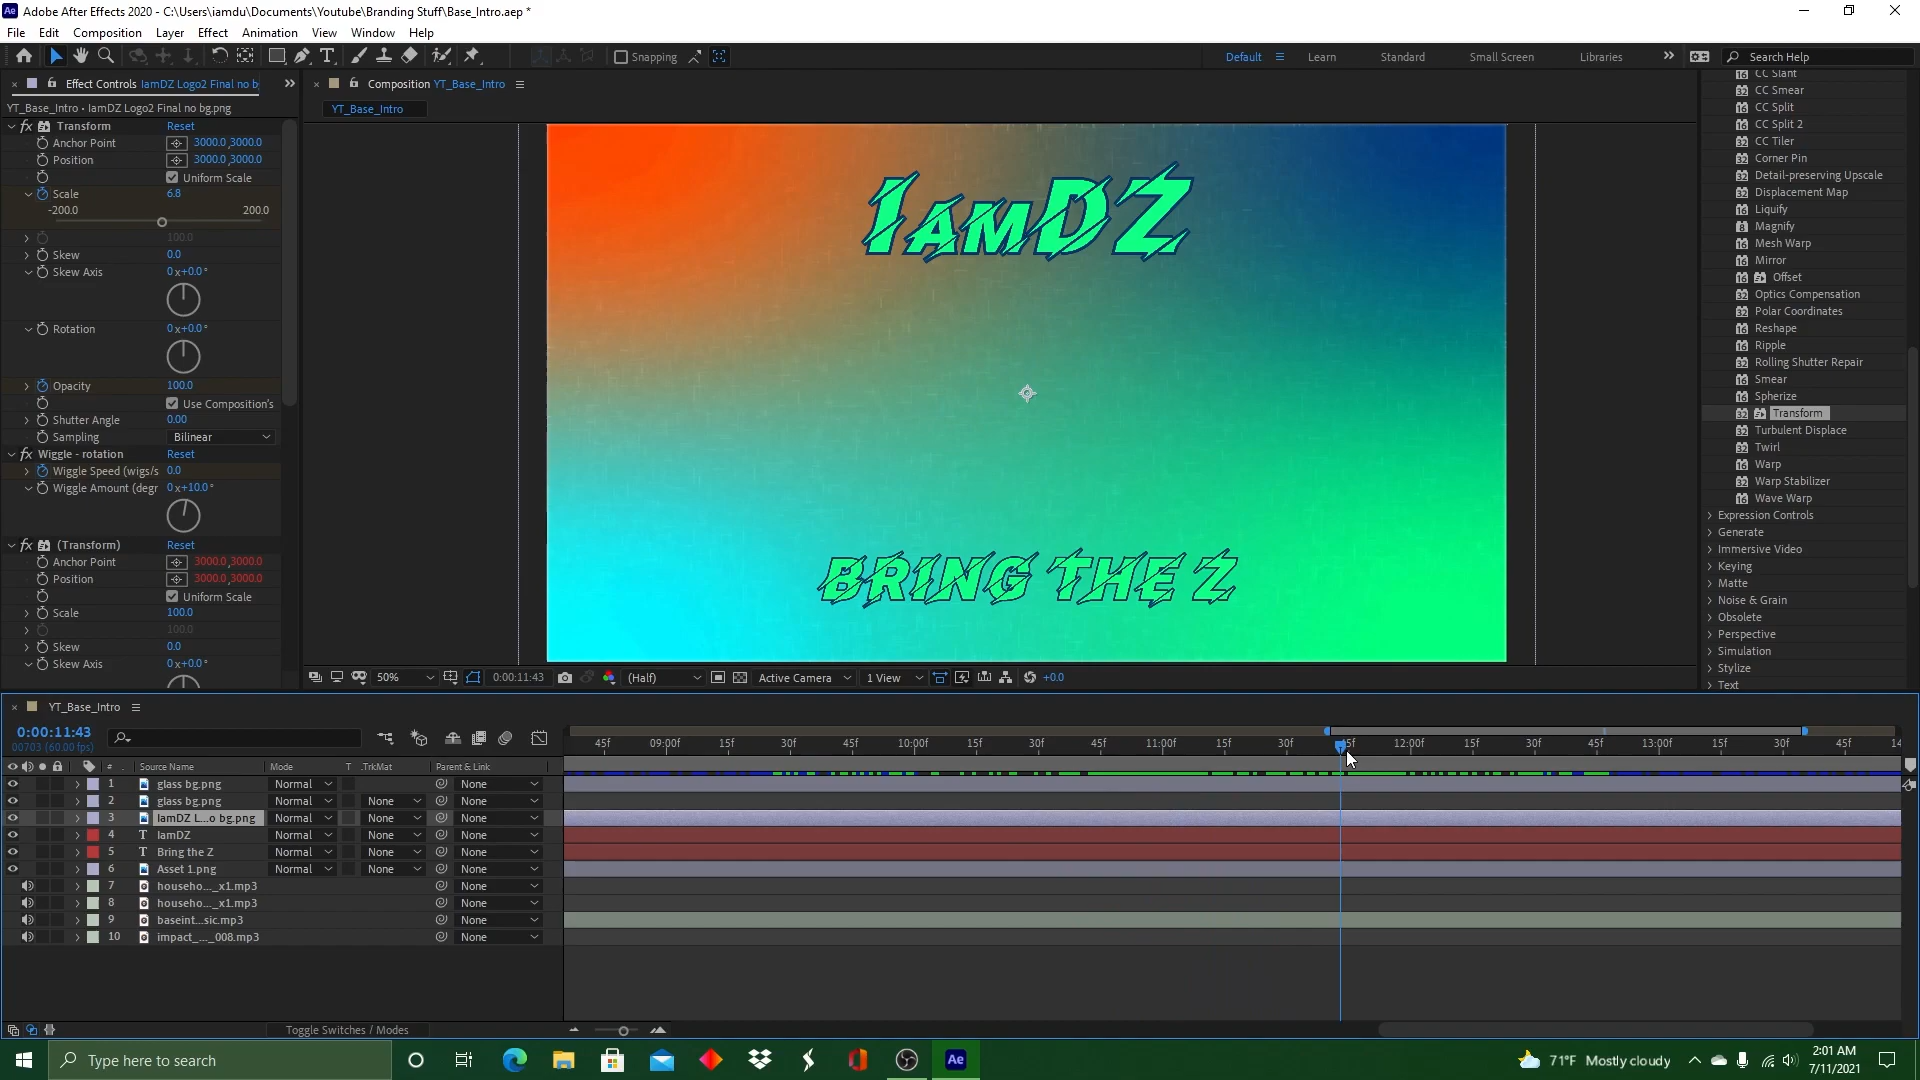 Adobe After Effects 2020 - C:\Users\iamdu\Documents\Youtube\Branding Stuff\Base_Intro.aep *
File Edit Composition Layer Effect Animation View Window Help
Snapping
Default Learn Standard Small Screen Libraries Search Help
Effect Controls IamDZ Logo2 Final no b
Composition YT_Base_Intro
YT_Base_Intro • IamDZ Logo2 Final no bg.png
YT_Base_Intro
fx Transform Reset
Anchor Point 3000.0,3000.0
Position 3000.0,3000.0
Uniform Scale
Scale 6.8
-200.0 200.0
100.0
Skew 0.0
Skew Axis 0x+0.0°
Rotation 0x+0.0°
Opacity 100.0
Use Composition's
Shutter Angle 0.00
Sampling Bilinear
fx Wiggle - rotation Reset
Wiggle Speed (wigs/s 0.0
Wiggle Amount (degr 0x+10.0°
fx (Transform) Reset
Anchor Point 3000.0,3000.0
Position 3000.0,3000.0
Uniform Scale
Scale 100.0
100.0
Skew 0.0
Skew Axis 0x+0.0°
IamDZ
BRING THE Z
50% 0:00:11:43 (Half) Active Camera 1 View +0.0
CC Slant
CC Smear
CC Split
CC Split 2
CC Tiler
Corner Pin
Detail-preserving Upscale
Displacement Map
Liquify
Magnify
Mesh Warp
Mirror
Offset
Optics Compensation
Polar Coordinates
Reshape
Ripple
Rolling Shutter Repair
Smear
Spherize
Transform
Turbulent Displace
Twirl
Warp
Warp Stabilizer
Wave Warp
Expression Controls
Generate
Immersive Video
Keying
Matte
Noise & Grain
Obsolete
Perspective
Simulation
Stylize
Text
YT_Base_Intro
0:00:11:43
00703 (60.00 fps)
45f 09:00f 15f 30f 45f 10:00f 15f 30f 45f 11:00f 15f 30f 45f 12:00f 15f 30f 45f 13:00f 15f 30f 45f 14
# Source Name Mode T .TrkMat Parent & Link
1 glass bg.png Normal None
2 glass bg.png Normal None None
3 IamDZ L...o bg.png Normal None None
4 T IamDZ Normal None None
5 T Bring the Z Normal None None
6 Asset 1.png Normal None None
7 househo..._x1.mp3 None
8 househo..._x1.mp3 None
9 baseint...sic.mp3 None
10 impact_..._008.mp3 None
Toggle Switches / Modes
Type here to search
Ae
71°F Mostly cloudy
2:01 AM
7/11/2021